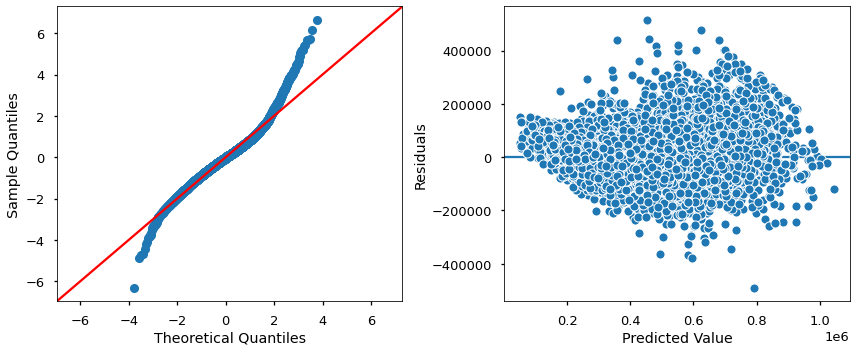 6
4
2
0
−2
−4
−6
Sample Quantiles
−6 −4 −2 0 2 4 6
Theoretical Quantiles
400000
200000
0
−200000
−400000
Residuals
0.2 0.4 0.6 0.8 1.0
1e6
Predicted Value